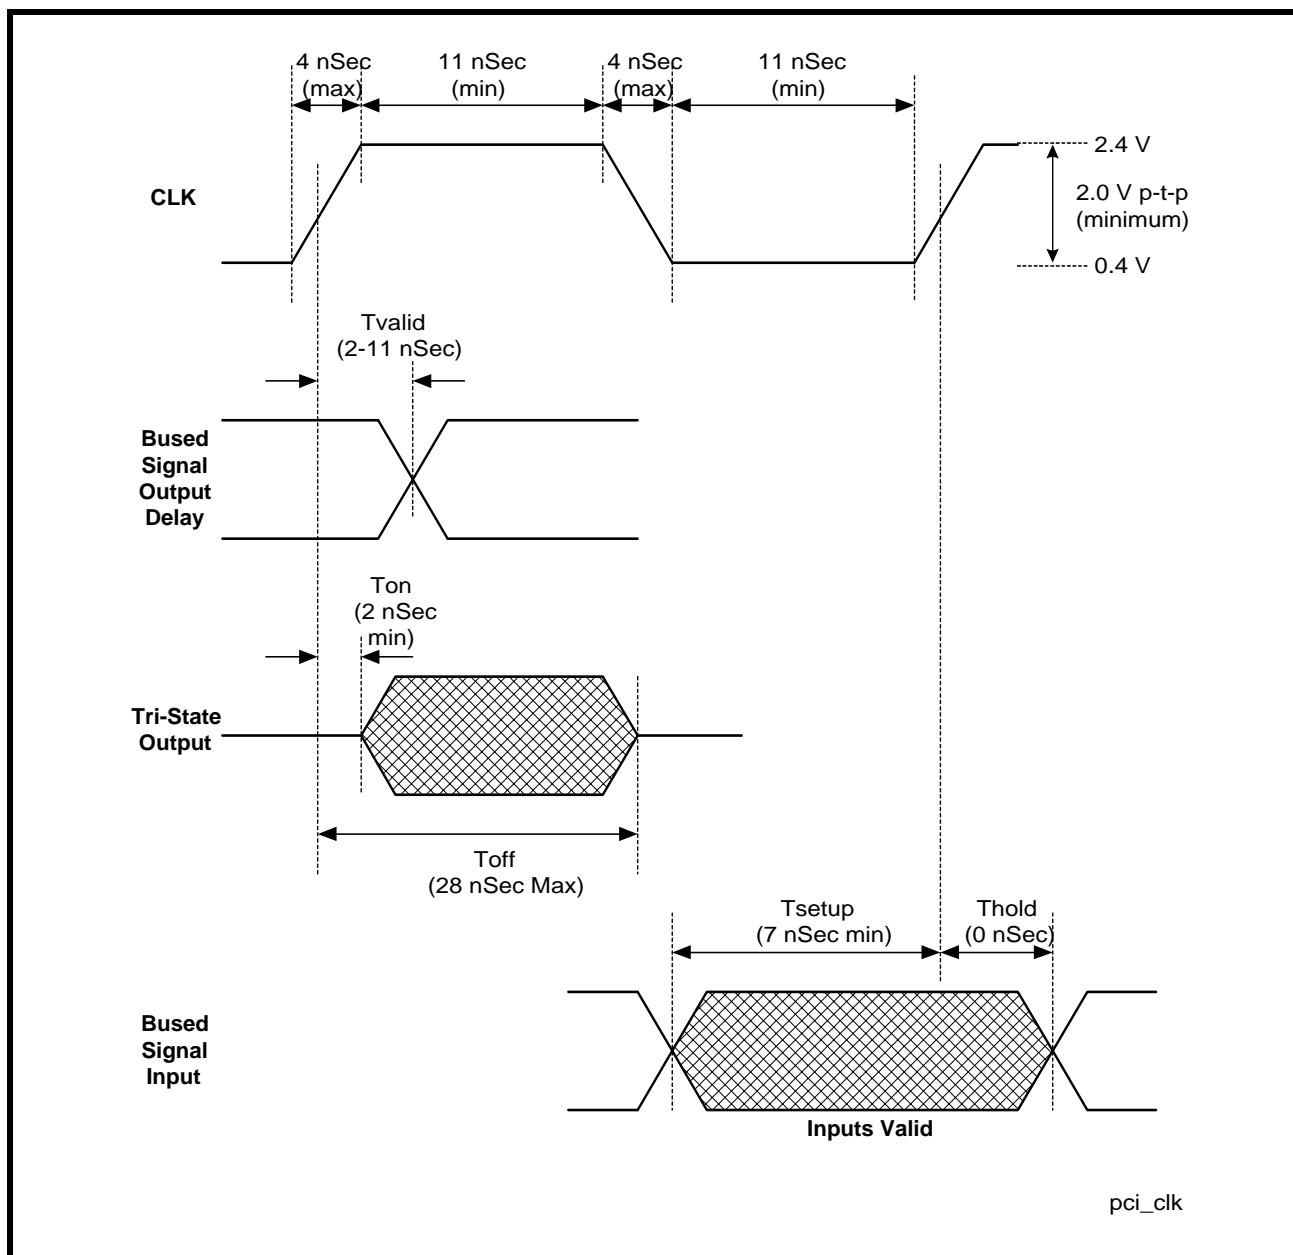 4 nSec
(max)
11 nSec
(min)
4 nSec
(max)
11 nSec
(min)
CLK
2.4 V
2.0 V p-t-p
(minimum)
0.4 V
Tvalid
(2-11 nSec)
Bused
Signal
Output
Delay
Ton
(2 nSec
min)
Tri-State
Output
Toff
(28 nSec Max)
Tsetup
(7 nSec min)
Thold
(0 nSec)
Bused
Signal
Input
Inputs Valid
pci_clk